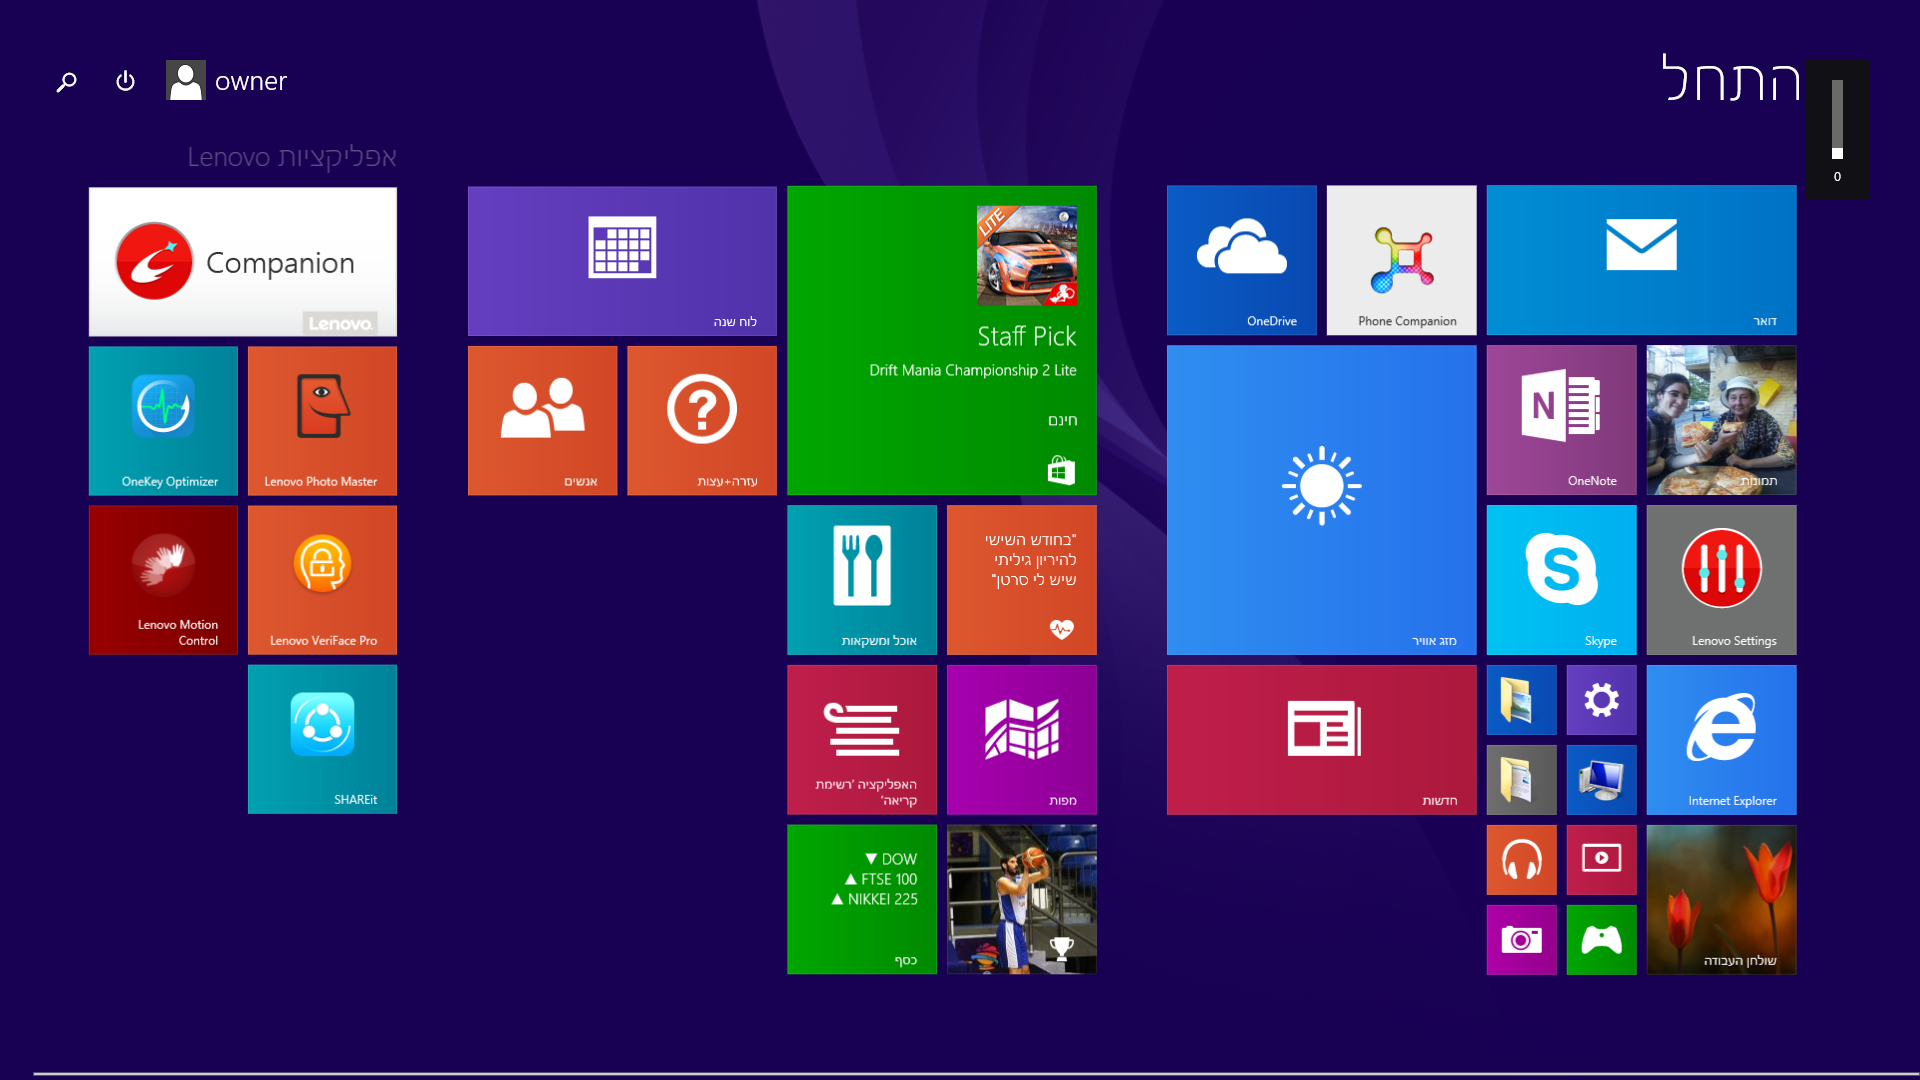 התחל
owner
0
דואר
Phone Companion
OneDrive
תמונות
OneNote
מזג אוויר
Lenovo Settings
Skype
Internet Explorer
חדשות
שולחן העבודה
LITE
Staff Pick
Drift Mania Championship 2 Lite
חינם
לוח שנה
עזרה+עצות
אנשים
"בחודש השישי
להיריון גיליתי
שיש לי סרטן"
אוכל ומשקאות
מפות
האפליקציה 'רשימת
קריאה'
▼ DOW
▲ FTSE 100
▲ NIKKEI 225
כסף
אפליקציות Lenovo
Companion
Lenovo
Lenovo Photo Master
OneKey Optimizer
Lenovo VeriFace Pro
Lenovo Motion
Control
SHAREit